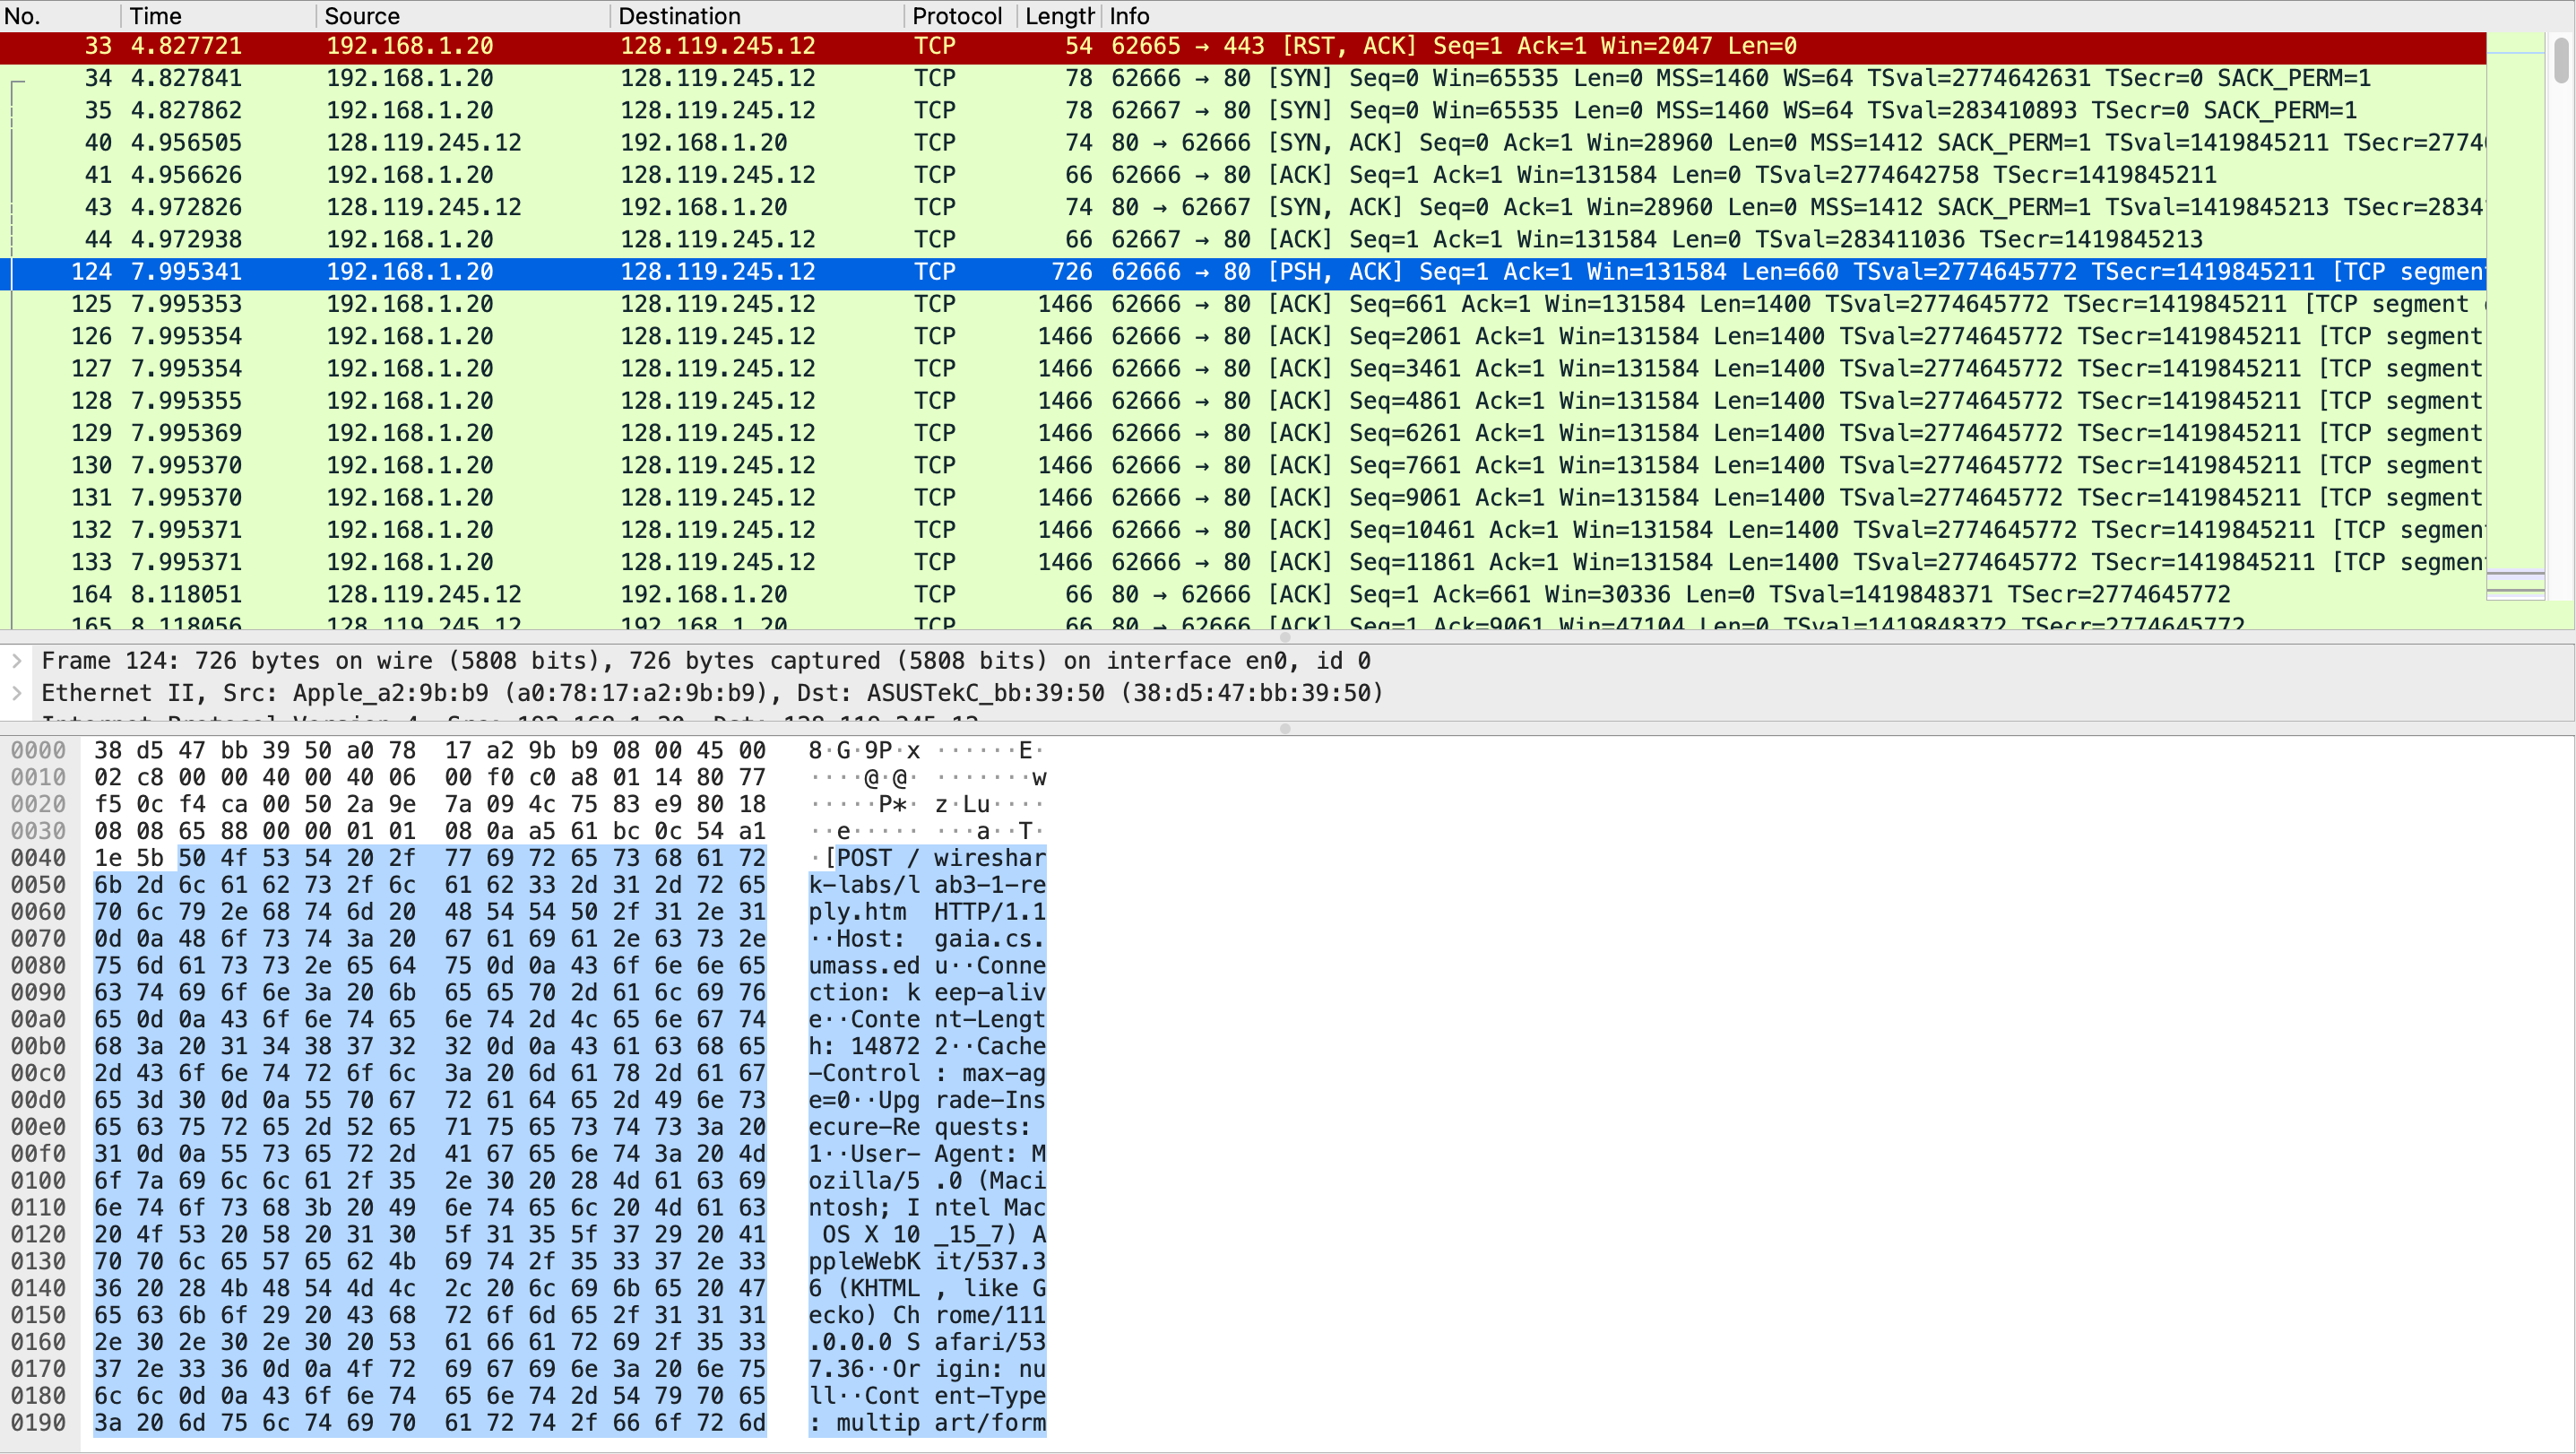 No. Time Source Destination Protocol Length Info
33 4.827721 192.168.1.20 128.119.245.12 TCP 54 62665 → 443 [RST, ACK] Seq=1 Ack=1 Win=2047 Len=0
34 4.827841 192.168.1.20 128.119.245.12 TCP 78 62666 → 80 [SYN] Seq=0 Win=65535 Len=0 MSS=1460 WS=64 TSval=2774642631 TSecr=0 SACK_PERM=1
35 4.827862 192.168.1.20 128.119.245.12 TCP 78 62667 → 80 [SYN] Seq=0 Win=65535 Len=0 MSS=1460 WS=64 TSval=283410893 TSecr=0 SACK_PERM=1
40 4.956505 128.119.245.12 192.168.1.20 TCP 74 80 → 62666 [SYN, ACK] Seq=0 Ack=1 Win=28960 Len=0 MSS=1412 SACK_PERM=1 TSval=1419845211 TSecr=2774
41 4.956626 192.168.1.20 128.119.245.12 TCP 66 62666 → 80 [ACK] Seq=1 Ack=1 Win=131584 Len=0 TSval=2774642758 TSecr=1419845211
43 4.972826 128.119.245.12 192.168.1.20 TCP 74 80 → 62667 [SYN, ACK] Seq=0 Ack=1 Win=28960 Len=0 MSS=1412 SACK_PERM=1 TSval=1419845213 TSecr=2834
44 4.972938 192.168.1.20 128.119.245.12 TCP 66 62667 → 80 [ACK] Seq=1 Ack=1 Win=131584 Len=0 TSval=283411036 TSecr=1419845213
124 7.995341 192.168.1.20 128.119.245.12 TCP 726 62666 → 80 [PSH, ACK] Seq=1 Ack=1 Win=131584 Len=660 TSval=2774645772 TSecr=1419845211 [TCP segmen
125 7.995353 192.168.1.20 128.119.245.12 TCP 1466 62666 → 80 [ACK] Seq=661 Ack=1 Win=131584 Len=1400 TSval=2774645772 TSecr=1419845211 [TCP segment
126 7.995354 192.168.1.20 128.119.245.12 TCP 1466 62666 → 80 [ACK] Seq=2061 Ack=1 Win=131584 Len=1400 TSval=2774645772 TSecr=1419845211 [TCP segment
127 7.995354 192.168.1.20 128.119.245.12 TCP 1466 62666 → 80 [ACK] Seq=3461 Ack=1 Win=131584 Len=1400 TSval=2774645772 TSecr=1419845211 [TCP segment
128 7.995355 192.168.1.20 128.119.245.12 TCP 1466 62666 → 80 [ACK] Seq=4861 Ack=1 Win=131584 Len=1400 TSval=2774645772 TSecr=1419845211 [TCP segment
129 7.995369 192.168.1.20 128.119.245.12 TCP 1466 62666 → 80 [ACK] Seq=6261 Ack=1 Win=131584 Len=1400 TSval=2774645772 TSecr=1419845211 [TCP segment
130 7.995370 192.168.1.20 128.119.245.12 TCP 1466 62666 → 80 [ACK] Seq=7661 Ack=1 Win=131584 Len=1400 TSval=2774645772 TSecr=1419845211 [TCP segment
131 7.995370 192.168.1.20 128.119.245.12 TCP 1466 62666 → 80 [ACK] Seq=9061 Ack=1 Win=131584 Len=1400 TSval=2774645772 TSecr=1419845211 [TCP segment
132 7.995371 192.168.1.20 128.119.245.12 TCP 1466 62666 → 80 [ACK] Seq=10461 Ack=1 Win=131584 Len=1400 TSval=2774645772 TSecr=1419845211 [TCP segmen
133 7.995371 192.168.1.20 128.119.245.12 TCP 1466 62666 → 80 [ACK] Seq=11861 Ack=1 Win=131584 Len=1400 TSval=2774645772 TSecr=1419845211 [TCP segmen
164 8.118051 128.119.245.12 192.168.1.20 TCP 66 80 → 62666 [ACK] Seq=1 Ack=661 Win=30336 Len=0 TSval=1419848371 TSecr=2774645772
165 8.118056 128.119.245.12 192.168.1.20 TCP 66 80 → 62666 [ACK] Seq=1 Ack=9061 Win=47104 Len=0 TSval=1419848372 TSecr=2774645772
Frame 124: 726 bytes on wire (5808 bits), 726 bytes captured (5808 bits) on interface en0, id 0
Ethernet II, Src: Apple_a2:9b:b9 (a0:78:17:a2:9b:b9), Dst: ASUSTekC_bb:39:50 (38:d5:47:bb:39:50)
Internet Protocol Version 4, Src: 192.168.1.20, Dst: 128.119.245.12
0000 38 d5 47 bb 39 50 a0 78 17 a2 9b b9 08 00 45 00 8·G·9P·x ······E·
0010 02 c8 00 00 40 00 40 06 00 f0 c0 a8 01 14 80 77 ····@·@· ·······w
0020 f5 0c f4 ca 00 50 2a 9e 7a 09 4c 75 83 e9 80 18 ·····P*· z·Lu····
0030 08 08 65 88 00 00 01 01 08 0a a5 61 bc 0c 54 a1 ··e····· ···a··T·
0040 1e 5b 50 4f 53 54 20 2f 77 69 72 65 73 68 61 72 ·[POST / wireshar
0050 6b 2d 6c 61 62 73 2f 6c 61 62 33 2d 31 2d 72 65 k-labs/l ab3-1-re
0060 70 6c 79 2e 68 74 6d 20 48 54 54 50 2f 31 2e 31 ply.htm HTTP/1.1
0070 0d 0a 48 6f 73 74 3a 20 67 61 69 61 2e 63 73 2e ··Host: gaia.cs.
0080 75 6d 61 73 73 2e 65 64 75 0d 0a 43 6f 6e 6e 65 umass.ed u··Conne
0090 63 74 69 6f 6e 3a 20 6b 65 65 70 2d 61 6c 69 76 ction: k eep-aliv
00a0 65 0d 0a 43 6f 6e 74 65 6e 74 2d 4c 65 6e 67 74 e··Conte nt-Lengt
00b0 68 3a 20 31 34 38 37 32 32 0d 0a 43 61 63 68 65 h: 14872 2··Cache
00c0 2d 43 6f 6e 74 72 6f 6c 3a 20 6d 61 78 2d 61 67 -Control : max-ag
00d0 65 3d 30 0d 0a 55 70 67 72 61 64 65 2d 49 6e 73 e=0··Upg rade-Ins
00e0 65 63 75 72 65 2d 52 65 71 75 65 73 74 73 3a 20 ecure-Re quests:
00f0 31 0d 0a 55 73 65 72 2d 41 67 65 6e 74 3a 20 4d 1··User- Agent: M
0100 6f 7a 69 6c 6c 61 2f 35 2e 30 20 28 4d 61 63 69 ozilla/5 .0 (Maci
0110 6e 74 6f 73 68 3b 20 49 6e 74 65 6c 20 4d 61 63 ntosh; I ntel Mac
0120 20 4f 53 20 58 20 31 30 5f 31 35 5f 37 29 20 41 OS X 10 _15_7) A
0130 70 70 6c 65 57 65 62 4b 69 74 2f 35 33 37 2e 33 ppleWebK it/537.3
0140 36 20 28 4b 48 54 4d 4c 2c 20 6c 69 6b 65 20 47 6 (KHTML , like G
0150 65 63 6b 6f 29 20 43 68 72 6f 6d 65 2f 31 31 31 ecko) Ch rome/111
0160 2e 30 2e 30 2e 30 20 53 61 66 61 72 69 2f 35 33 .0.0.0 S afari/53
0170 37 2e 33 36 0d 0a 4f 72 69 67 69 6e 3a 20 6e 75 7.36··Or igin: nu
0180 6c 6c 0d 0a 43 6f 6e 74 65 6e 74 2d 54 79 70 65 ll··Cont ent-Type
0190 3a 20 6d 75 6c 74 69 70 61 72 74 2f 66 6f 72 6d : multip art/form